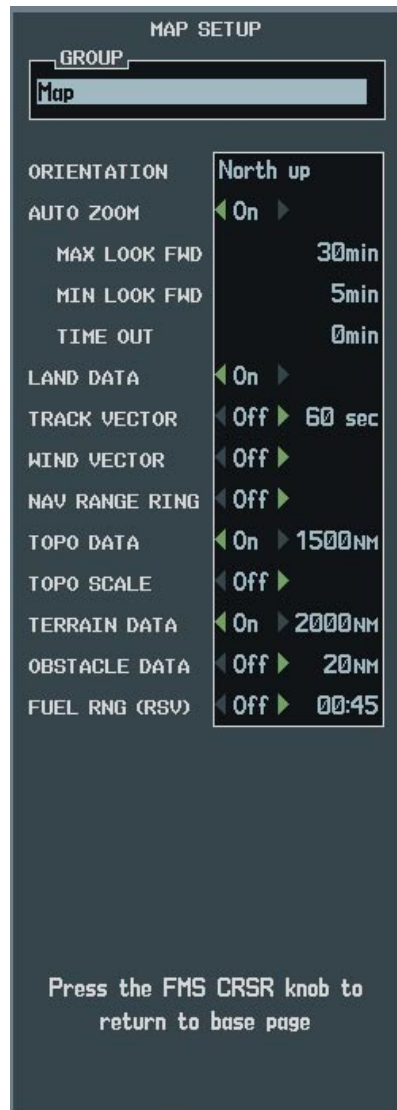 MAP SETUP
GROUP
Map
ORIENTATION North up
AUTO ZOOM On
MAX LOOK FWD 30min
MIN LOOK FWD 5min
TIME OUT 0min
LAND DATA On
TRACK VECTOR Off 60 sec
WIND VECTOR Off
NAV RANGE RING Off
TOPO DATA On 1500NM
TOPO SCALE Off
TERRAIN DATA On 2000NM
OBSTACLE DATA Off 20NM
FUEL RNG (RSV) Off 00:45
Press the FMS CRSR knob to
return to base page